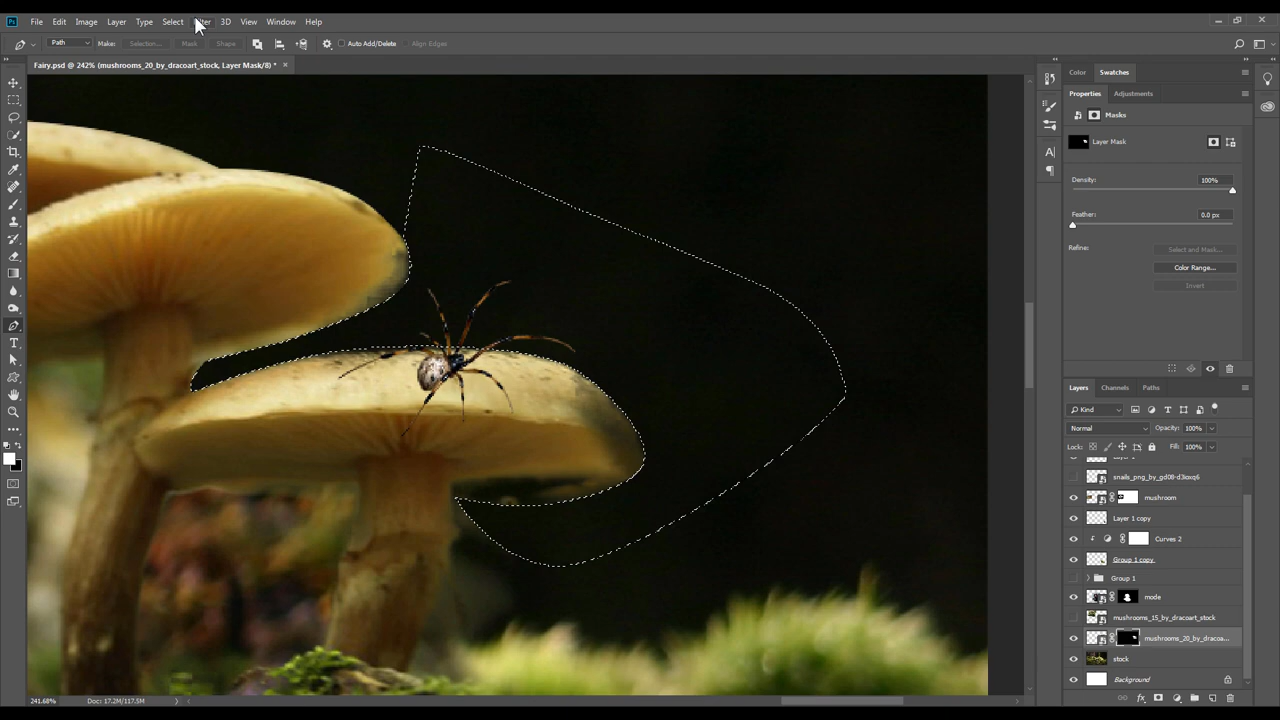 Ps File Edit Image Layer Type Select Filter 3D View Window Help
Path Make: Selection... Mask Shape Auto Add/Delete Align Edges
Fairy.psd @ 242% (mushrooms_20_by_dracoart_stock, Layer Mask/8) * ×
Color Swatches
Properties Adjustments
Masks
Layer Mask
Density: 100%
Feather: 0.0 px
Refine: Select and Mask...
Color Range...
Invert
Layers Channels Paths
Kind
Normal Opacity: 100%
Lock: Fill: 100%
snails_png_by_gd08-d3ioxq6
mushroom
Layer 1 copy
Curves 2
Group 1 copy
Group 1
mode
mushrooms_15_by_dracoart_stock
mushrooms_20_by_dracoa...
stock
Background
241.68% Doc: 17.2M/117.5M